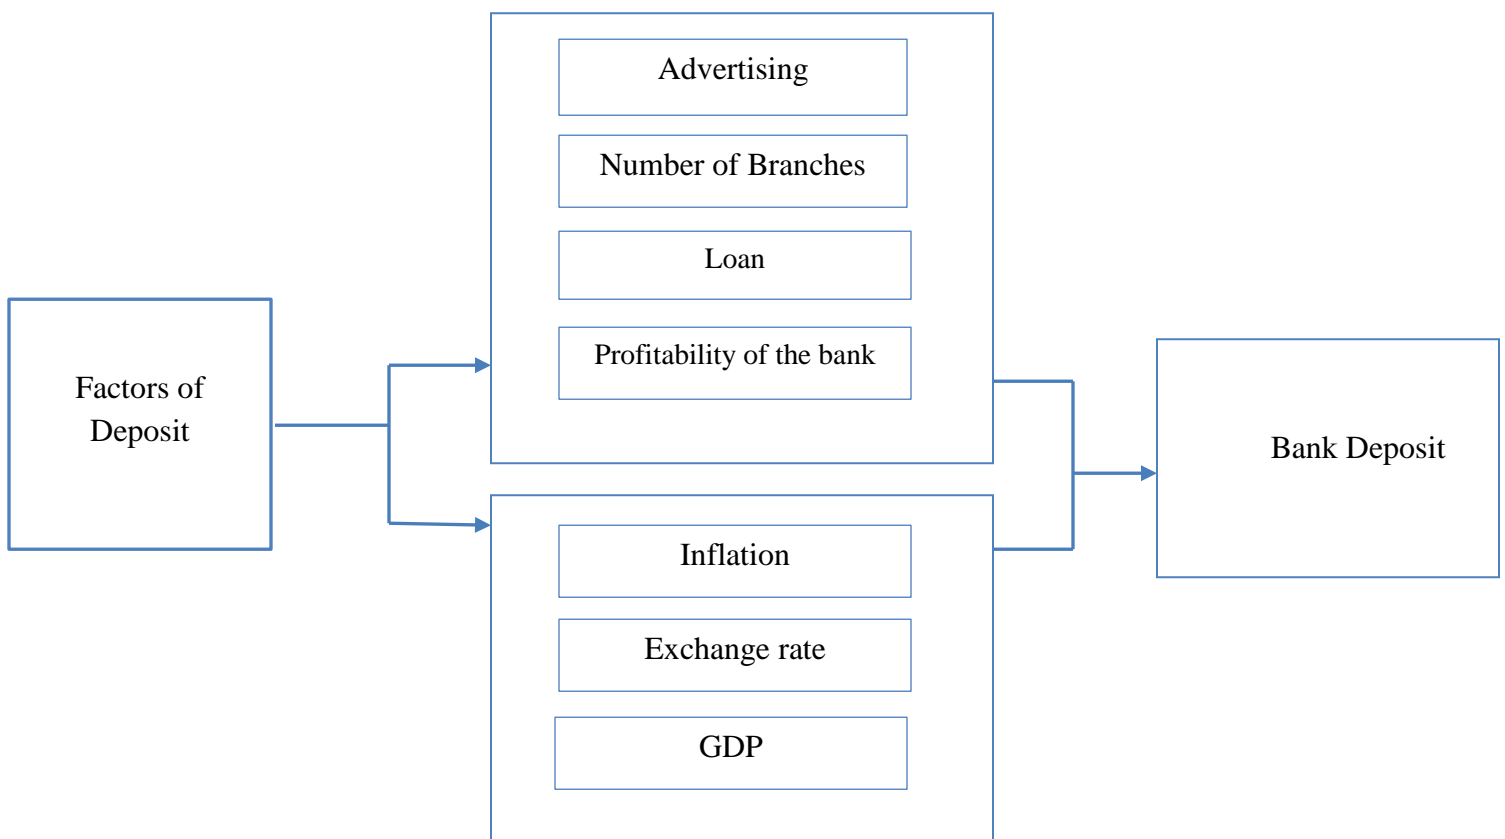 Factors of
Deposit
Advertising
Number of Branches
Loan
Profitability of the bank
Inflation
Exchange rate
GDP
Bank Deposit